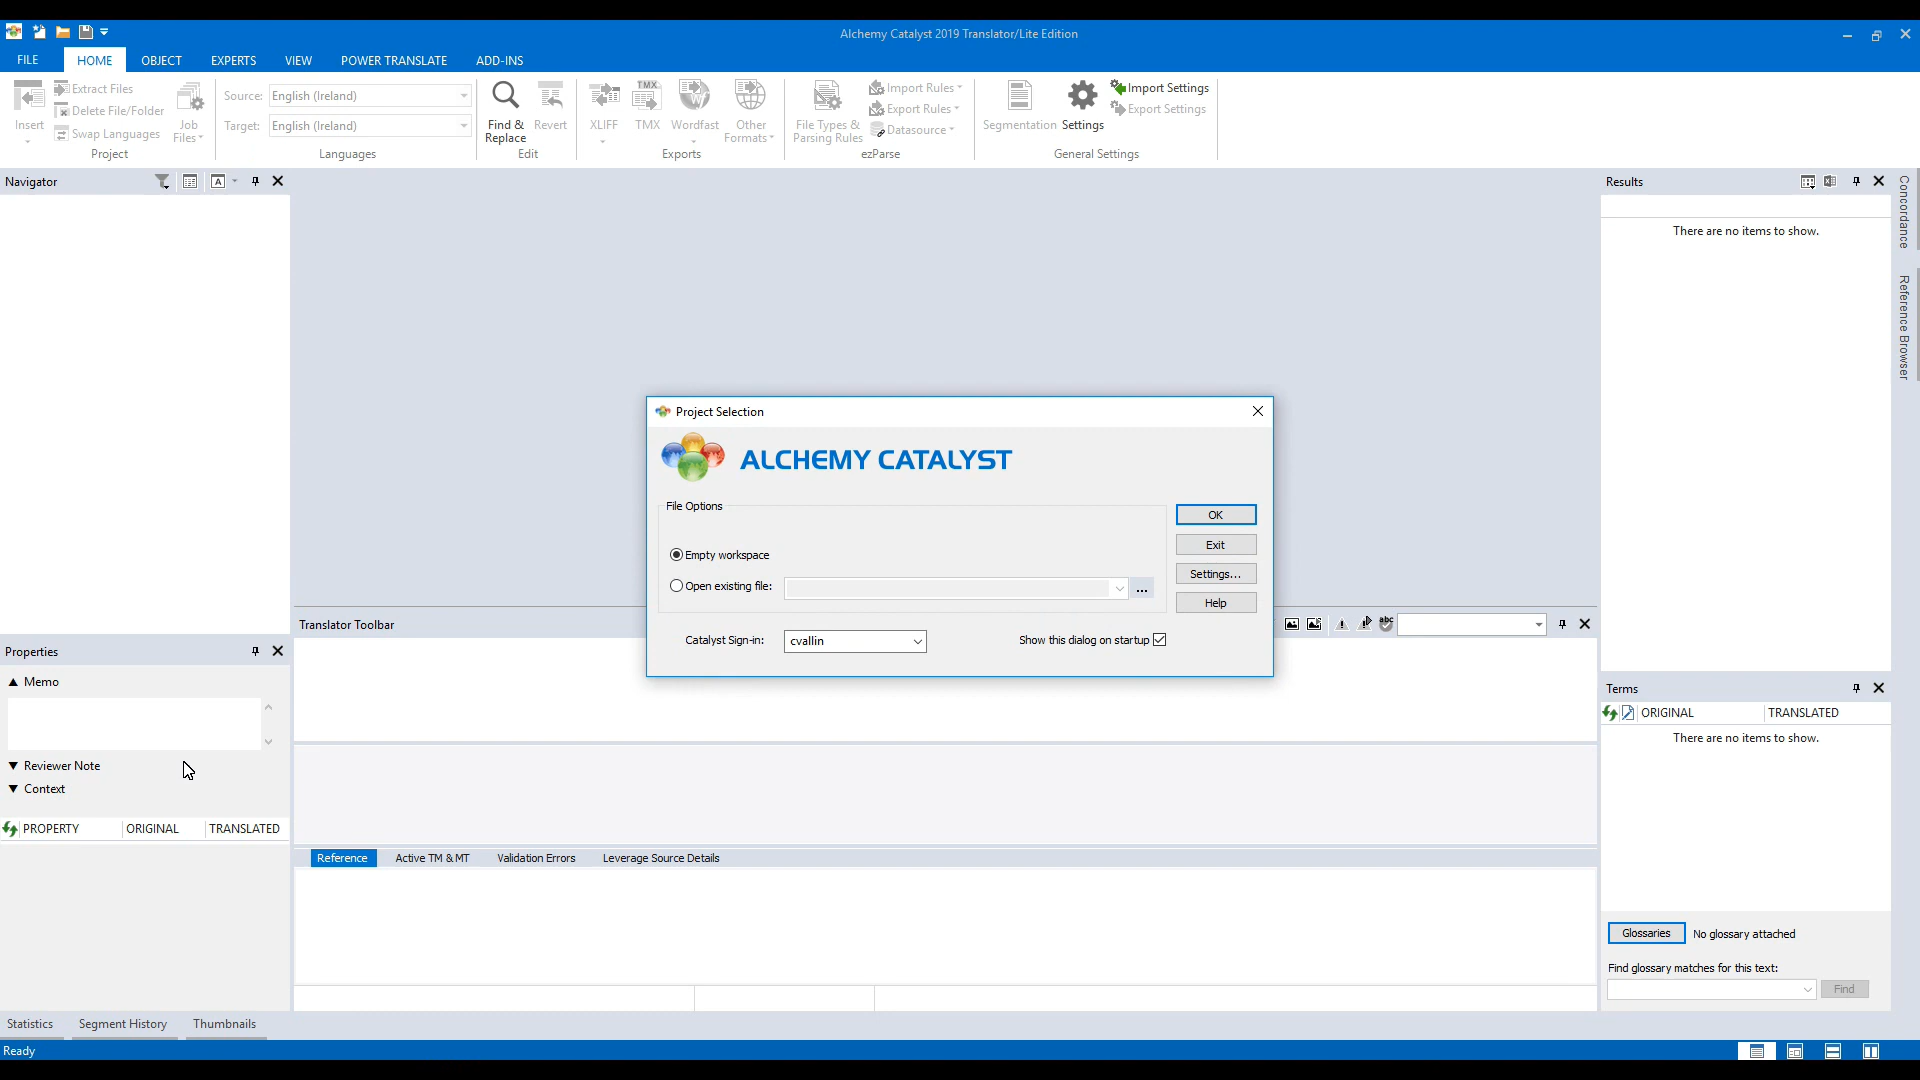 Alchemy Catalyst 2019 Translator/Lite Edition
FILE HOME OBJECT EXPERTS VIEW POWER TRANSLATE ADD-INS
Insert
Extract Files
Delete File/Folder
Swap Languages
Job Files
Project
Source: English (Ireland)
Target: English (Ireland)
Languages
Find & Replace
Revert
Edit
XLIFF
TMX
TMX
Wordfast
Other Formats
Exports
File Types & Parsing Rules
Import Rules
Export Rules
Datasource
ezParse
Segmentation
Settings
Import Settings
Export Settings
General Settings
Navigator
A
Results
There are no items to show.
Concordance
Reference Browser
Project Selection
ALCHEMY CATALYST
File Options
Empty workspace
Open existing file:
...
OK
Exit
Settings...
Help
Catalyst Sign-in: cvallin
Show this dialog on startup
Translator Toolbar
abc
Properties
Memo
Reviewer Note
Context
PROPERTY ORIGINAL TRANSLATED
Reference Active TM & MT Validation Errors Leverage Source Details
Terms
ORIGINAL TRANSLATED
There are no items to show.
Glossaries No glossary attached
Find glossary matches for this text:
Find
Statistics Segment History Thumbnails
Ready